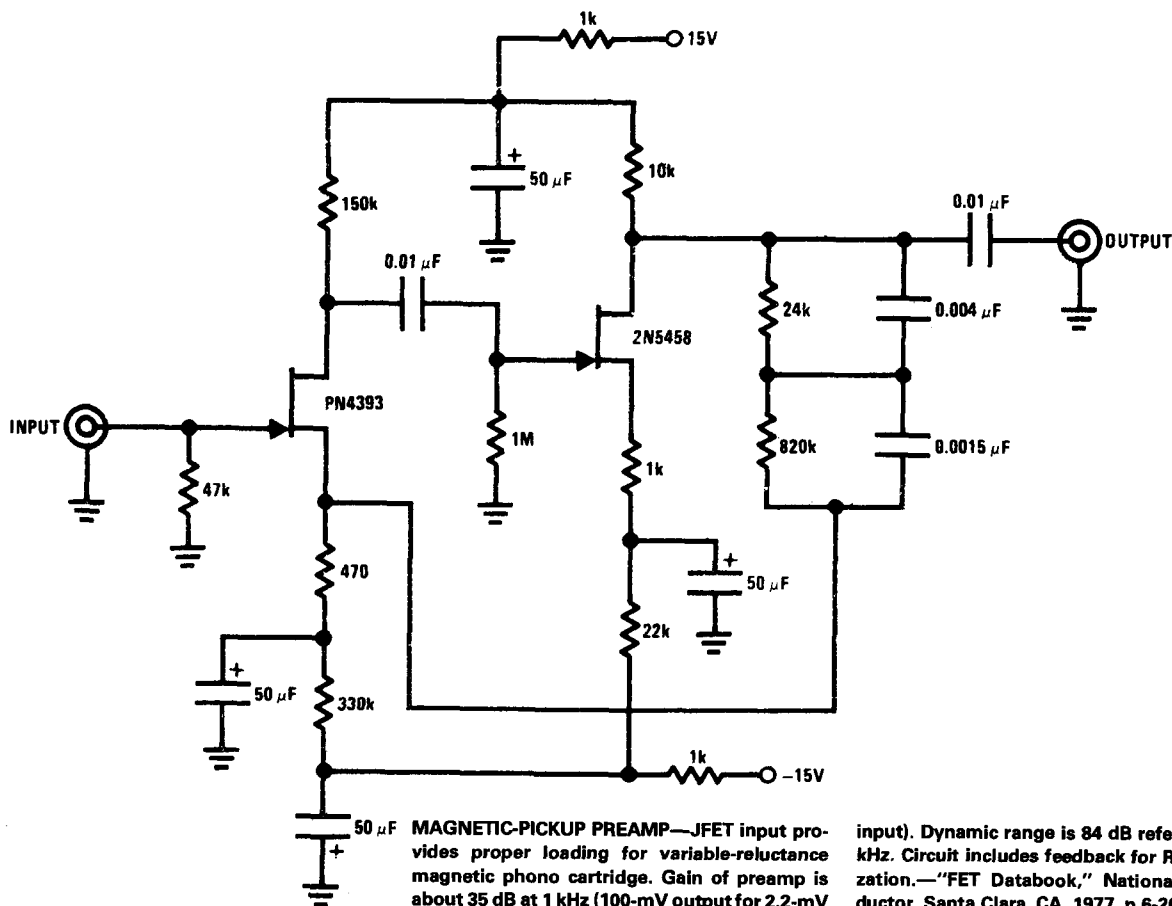 1k
15V
50 μF
10k
150k
0.01 μF
0.01 μF
OUTPUT
24k
0.004 μF
2N5458
PN4393
INPUT
1M
820k
0.0015 μF
1k
47k
470
50 μF
22k
50 μF
330k
1k
-15V
50 μF
MAGNETIC-PICKUP PREAMP—JFET input pro-
vides proper loading for variable-reluctance
magnetic phono cartridge. Gain of preamp is
about 35 dB at 1 kHz (100-mV output for 2.2-mV
input). Dynamic range is 84 dB refe
kHz. Circuit includes feedback for R
zation.—"FET Databook," Nationa
ductor, Santa Clara, CA, 1977, p 6-26